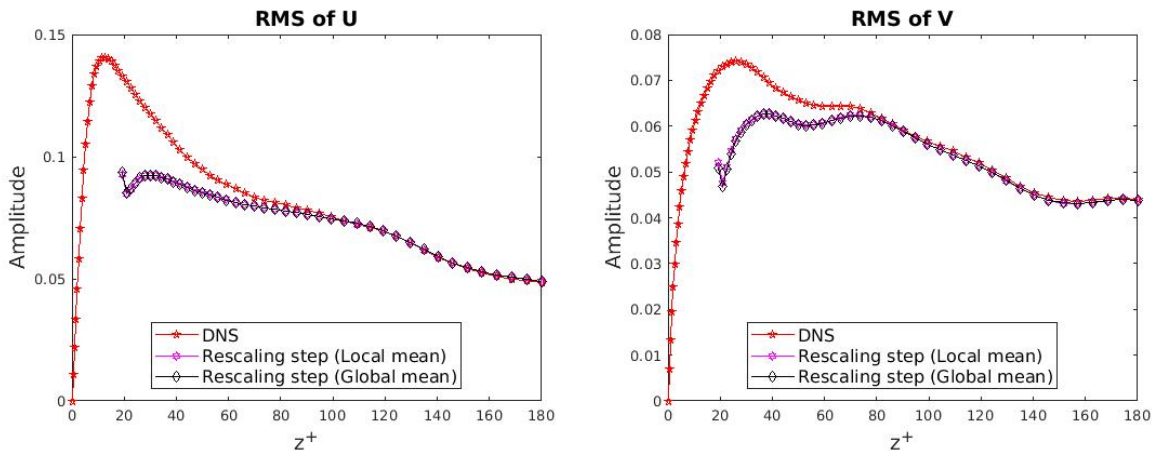 RMS of U
0.15
0.1
0.05
0
Amplitude
DNS
Rescaling step (Local mean)
Rescaling step (Global mean)
0 20 40 60 80 100 120 140 160 180
z⁺
RMS of V
0.08
0.07
0.06
0.05
0.04
0.03
0.02
0.01
0
Amplitude
DNS
Rescaling step (Local mean)
Rescaling step (Global mean)
0 20 40 60 80 100 120 140 160 180
z⁺